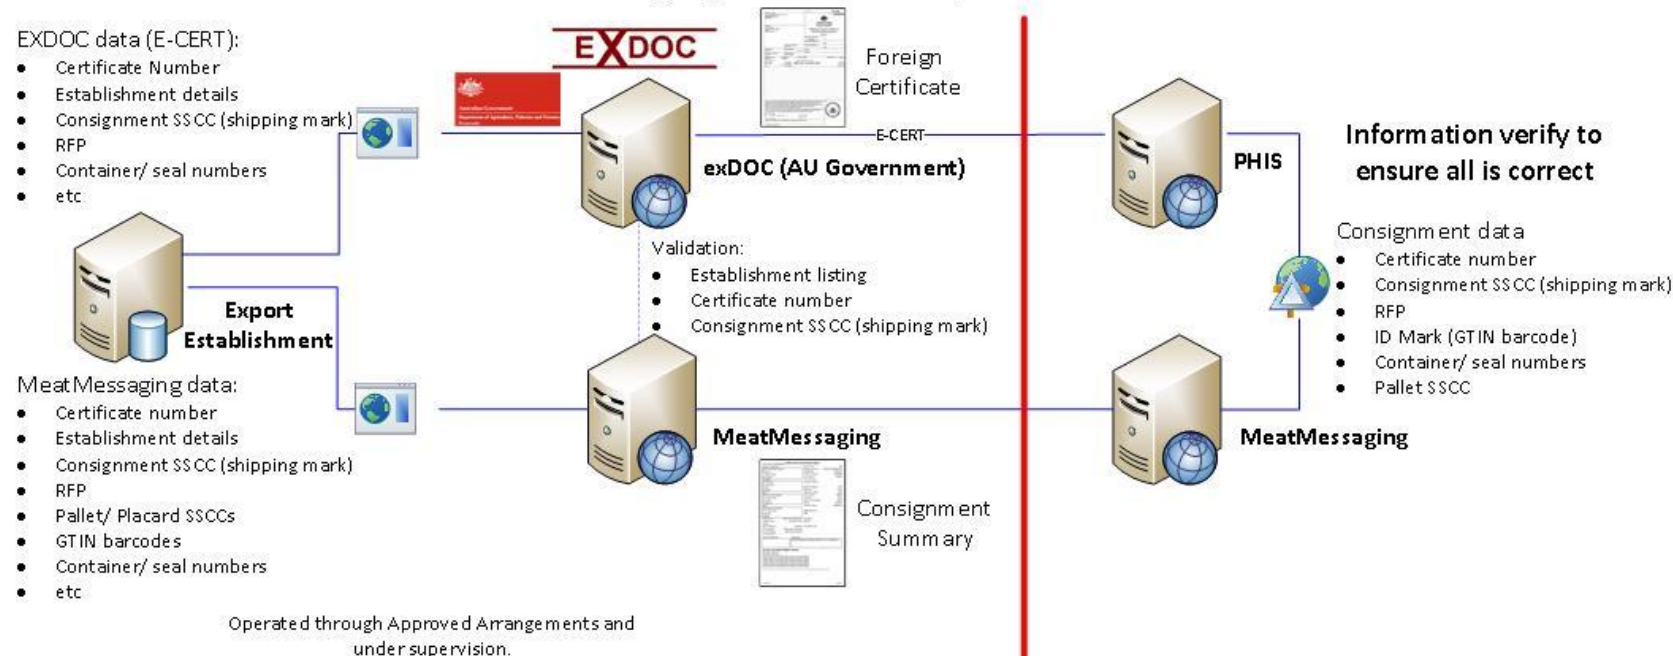 EXDOC data (E-CERT):
• Certificate Number
• Establishment details
• Consignment SSCC (shipping mark)
• RFP
• Container/ seal numbers
• etc
EXDOC
Foreign
Certificate
E-CERT
exDOC (AU Government)
PHIS
Information verify to
ensure all is correct
Validation:
• Establishment listing
• Certificate number
• Consignment SSCC (shipping mark)
Consignment data
• Certificate number
• Consignment SSCC (shipping mark)
• RFP
• ID Mark (GTIN barcode)
• Container/ seal numbers
• Pallet SSCC
Export
Establishment
MeatMessaging data:
• Certificate number
• Establishment details
• Consignment SSCC (shipping mark)
• RFP
• Pallet/ Placard SSCCs
• GTIN barcodes
• Container/ seal numbers
• etc
MeatMessaging
MeatMessaging
Consignment
Summary
Operated through Approved Arrangements and
under supervision.